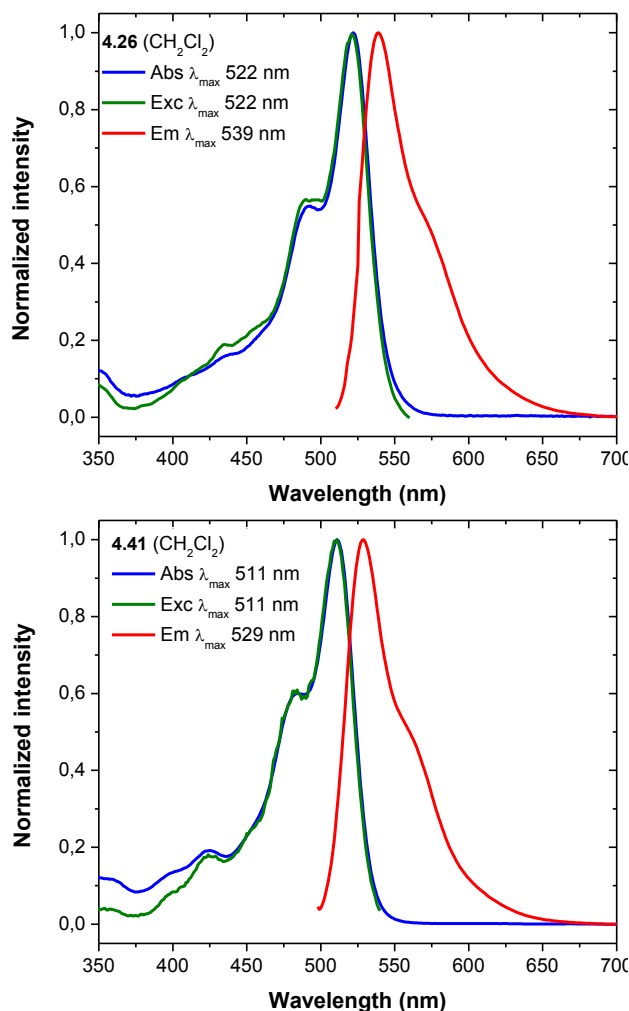 4.26 (CH₂Cl₂)
Abs λmax 522 nm
Exc λmax 522 nm
Em λmax 539 nm
Normalized intensity
1,0
0,8
0,6
0,4
0,2
0,0
350 400 450 500 550 600 650 700
Wavelength (nm)
4.41 (CH₂Cl₂)
Abs λmax 511 nm
Exc λmax 511 nm
Em λmax 529 nm
Normalized intensity
1,0
0,8
0,6
0,4
0,2
0,0
350 400 450 500 550 600 650 700
Wavelength (nm)